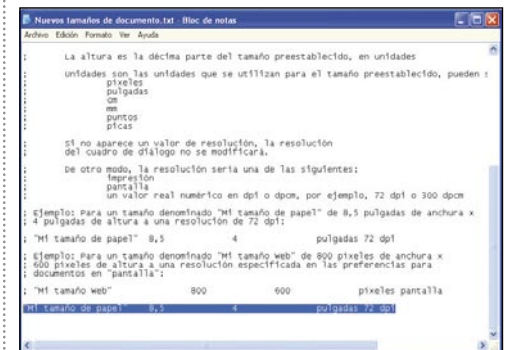 Nuevos tamaños de documento.txt - Bloc de notas
Archivo Edición Formato Ver Ayuda
; La altura es la décima parte del tamaño preestablecido, en unidades
; unidades son las unidades que se utilizan para el tamaño preestablecido, pueden s
; píxeles
; pulgadas
; cm
; mm
; puntos
; picas
; Si no aparece un valor de resolución, la resolución
; del cuadro de diálogo no se modificará.
; De otro modo, la resolución sería una de las siguientes:
; impresión
; pantalla
; un valor real numérico en dpi o dpcm, por ejemplo, 72 dpi o 300 dpcm
; Ejemplo: Para un tamaño denominado "Mi tamaño de papel" de 8,5 pulgadas de anchura x
; 4 pulgadas de altura a una resolución de 72 dpi:
; "Mi tamaño de papel" 8,5 4 pulgadas 72 dpi
; Ejemplo: Para un tamaño denominado "Mi tamaño web" de 800 píxeles de anchura x
; 600 píxeles de altura a una resolución especificada en las preferencias para
; documentos en "pantalla":
; "Mi tamaño web" 800 600 píxeles pantalla
"Mi tamaño de papel" 8,5 4 pulgadas 72 dpi